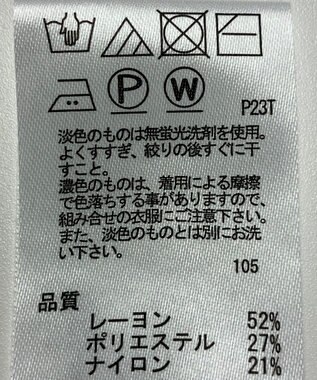 P W
P23T
淡色のものは無蛍光洗剤を使用。
よくすすぎ、絞りの後すぐに干
すこと。
濃色のものは、着用による摩擦
で色落ちする事がありますので、
組み合せの衣服にご注意下さい。
また、淡色のものとは別にお洗
い下さい。
105
品質
レーヨン 52%
ポリエステル 27%
ナイロン 21%